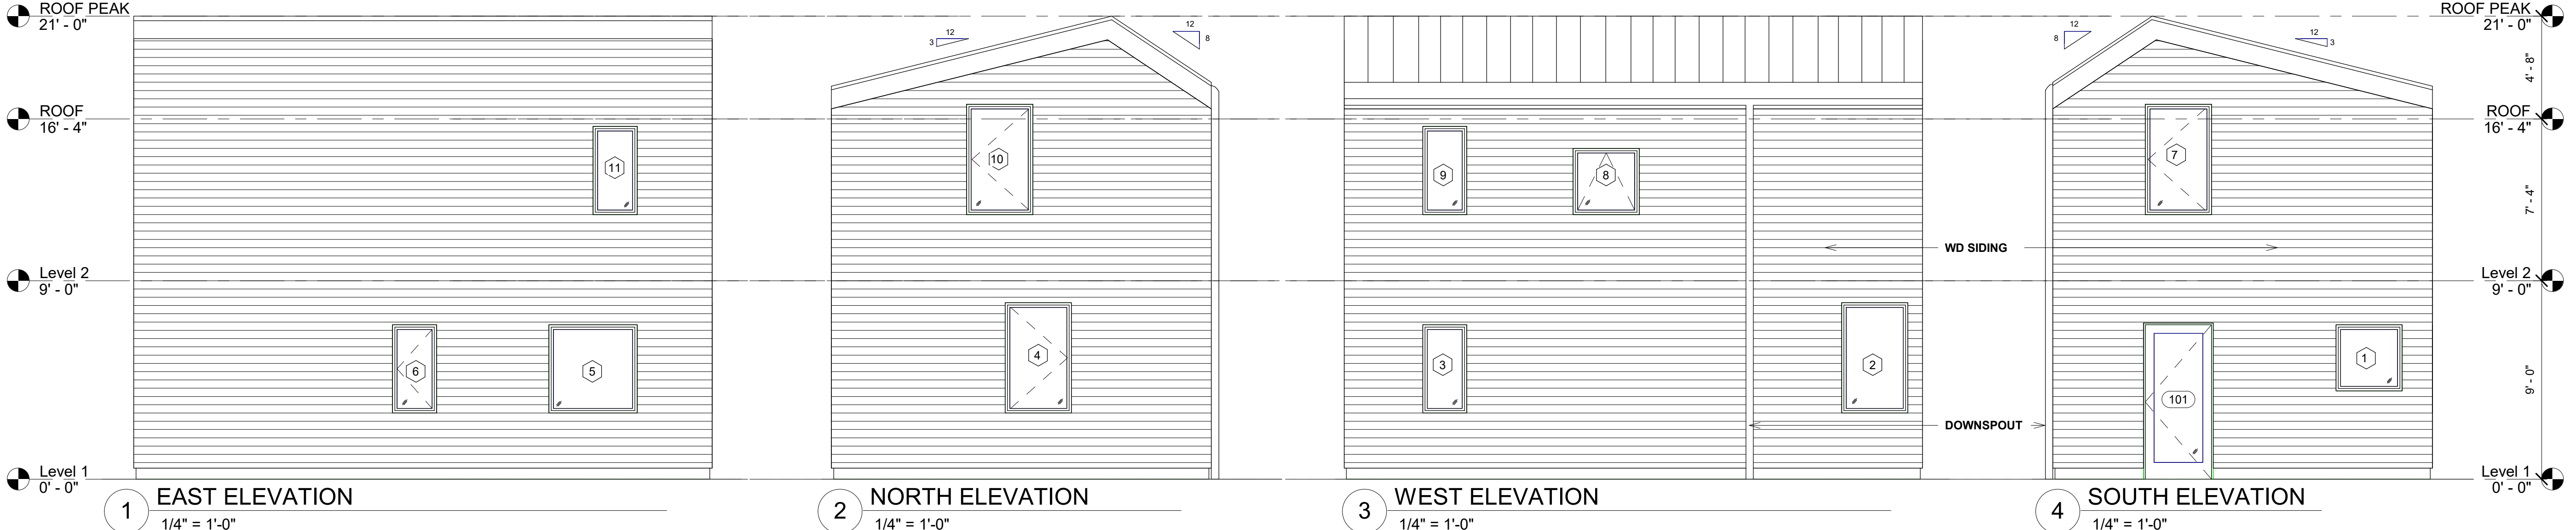 ROOF PEAK
21' - 0"
ROOF
16' - 4"
Level 2
9' - 0"
Level 1
0' - 0"
11
6
5
1
EAST ELEVATION
1/4" = 1'-0"
12
3
12
8
10
4
2
NORTH ELEVATION
1/4" = 1'-0"
9
8
3
2
WD SIDING
DOWNSPOUT
3
WEST ELEVATION
1/4" = 1'-0"
12
8
12
3
7
1
101
4
SOUTH ELEVATION
1/4" = 1'-0"
ROOF PEAK
21' - 0"
4' - 8"
ROOF
16' - 4"
7' - 4"
Level 2
9' - 0"
9' - 0"
Level 1
0' - 0"